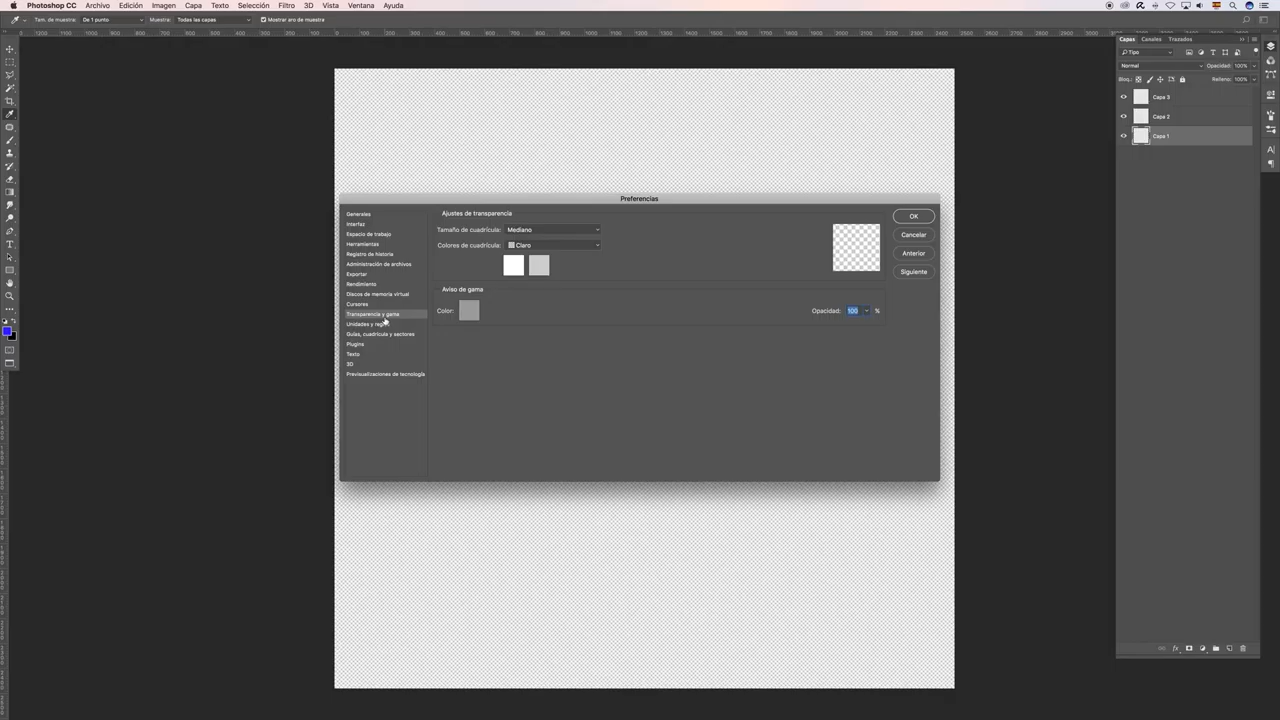 Photoshop CC Archivo Edición Imagen Capa Texto Selección Filtro 3D Vista Ventana Ayuda
Tam. de muestra: De 1 punto Muestra: Todas las capas Mostrar aro de muestra
Capas Canales Trazados
Tipo
Normal Opacidad: 100%
Bloq.: Relleno: 100%
Capa 3
Capa 2
Capa 1
Preferencias
Generales
Interfaz
Espacio de trabajo
Herramientas
Registro de historia
Administración de archivos
Exportar
Rendimiento
Discos de memoria virtual
Cursores
Transparencia y gama
Unidades y reglas
Guías, cuadrícula y sectores
Plugins
Texto
3D
Previsualizaciones de tecnología
Ajustes de transparencia
Tamaño de cuadrícula: Mediano
Colores de cuadrícula: Claro
Aviso de gama
Color: Opacidad: 100 %
OK
Cancelar
Anterior
Siguiente